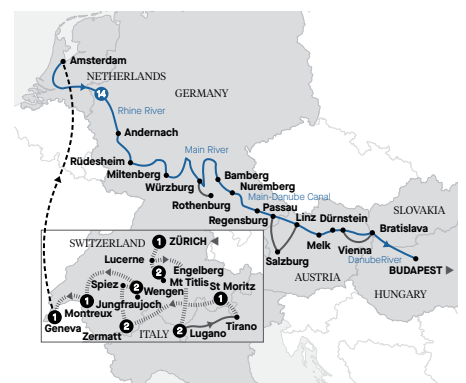 Amsterdam
NETHERLANDS
14
GERMANY
Rhine River
Andernach
Main River
Rüdesheim
Miltenberg
Bamberg
Würzburg
Nuremberg
Main-Danube Canal
Rothenburg
Passau
Regensburg
Linz
Dürnstein
SLOVAKIA
Bratislava
Melk
Vienna
Salzburg
DanubeRiver
BUDAPEST
AUSTRIA
HUNGARY
SWITZERLAND
1
ZÜRICH
Lucerne
2
Engelberg
Mt Titlis
Spiez
2
Wengen
St Moritz
Jungfraujoch
1
1
Montreux
1
Geneva
Zermatt
2
ITALY
2
Lugano
Tirano